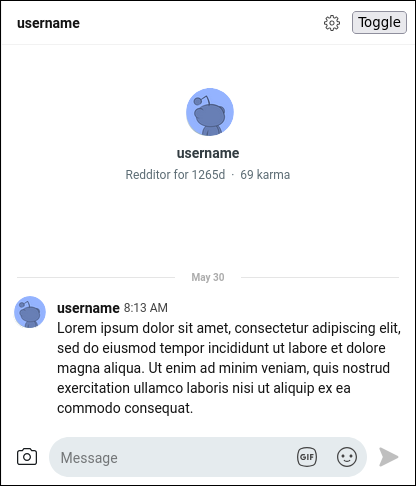 username
Toggle
username
Redditor for 1265d · 69 karma
May 30
username 8:13 AM
Lorem ipsum dolor sit amet, consectetur adipiscing elit,
sed do eiusmod tempor incididunt ut labore et dolore
magna aliqua. Ut enim ad minim veniam, quis nostrud
exercitation ullamco laboris nisi ut aliquip ex ea
commodo consequat.
Message
GIF